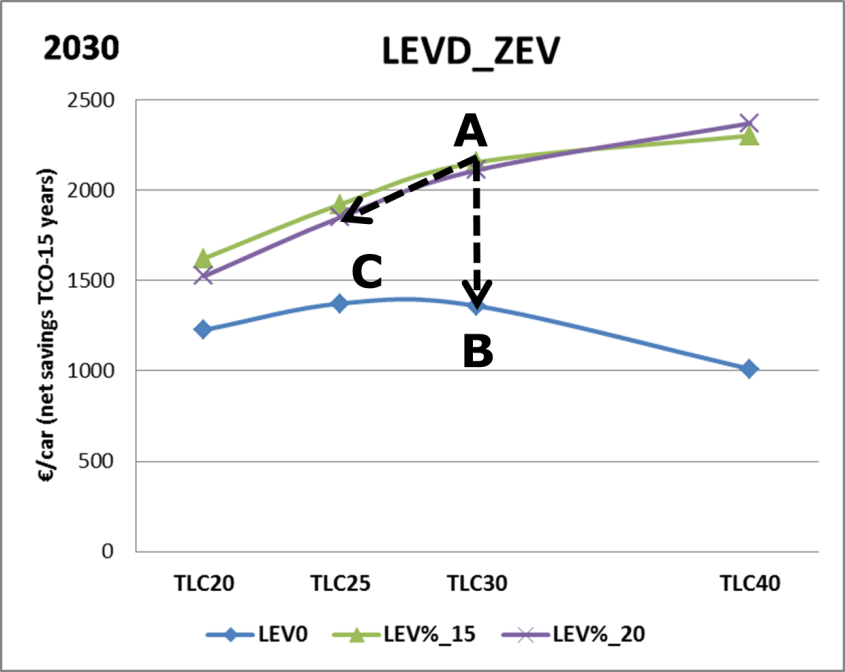 2030 LEVD_ZEV
€/car (net savings TCO-15 years)
2500
2000
1500
1000
500
0
A
C
B
TLC20 TLC25 TLC30 TLC40
LEV0 LEV%_15 LEV%_20